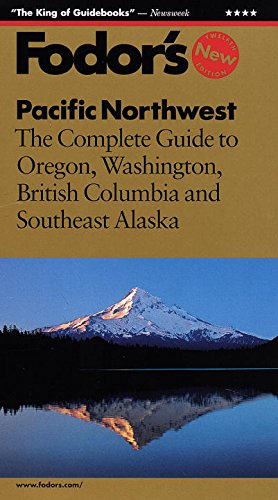 "The King of Guidebooks" — Newsweek ★★★★
Fodor's
TWELFTH
New
EDITION
Pacific Northwest
The Complete Guide to
Oregon, Washington,
British Columbia and
Southeast Alaska
www.fodors.com/